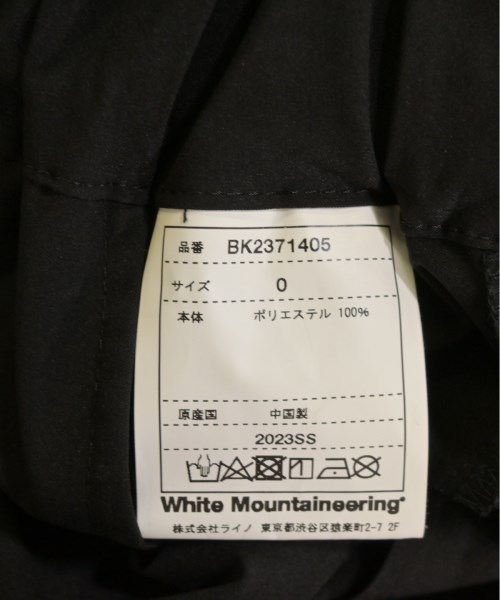 品番 BK2371405
サイズ 0
本体 ポリエステル 100%
原産国 中国製
2023SS
White Mountaineering®
株式会社ライノ 東京都渋谷区猿楽町2-7 2F